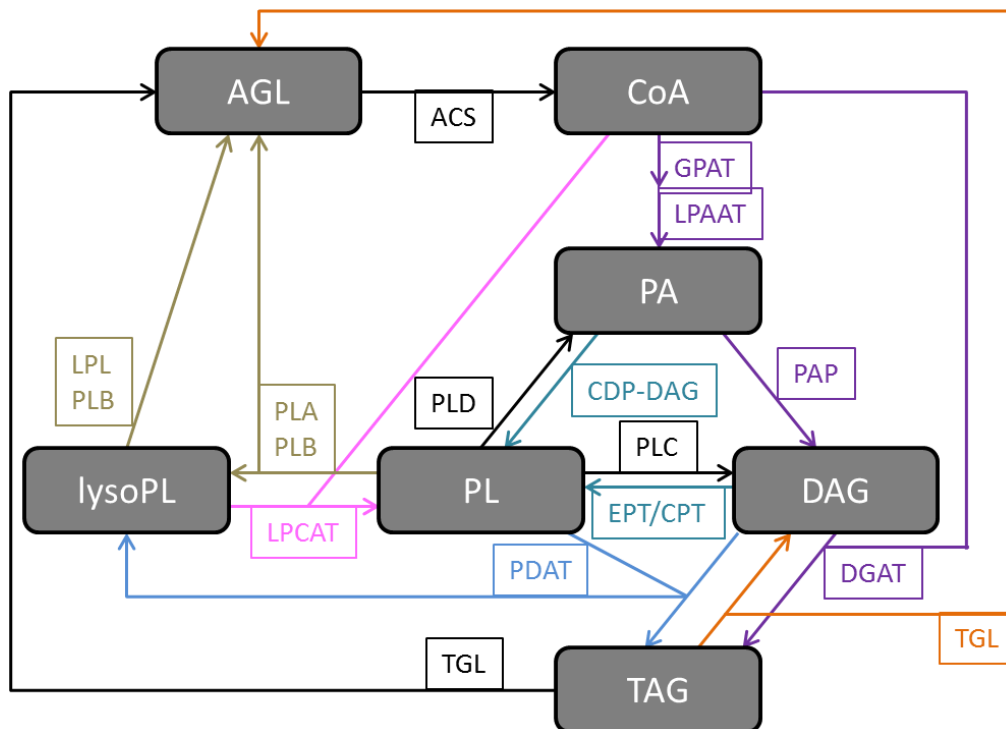 AGL
CoA
ACS
GPAT
LPAAT
PA
LPL
PLB
PLA
PLB
PLD
CDP-DAG
PAP
PLC
lysoPL
PL
DAG
LPCAT
EPT/CPT
PDAT
DGAT
TGL
TGL
TAG